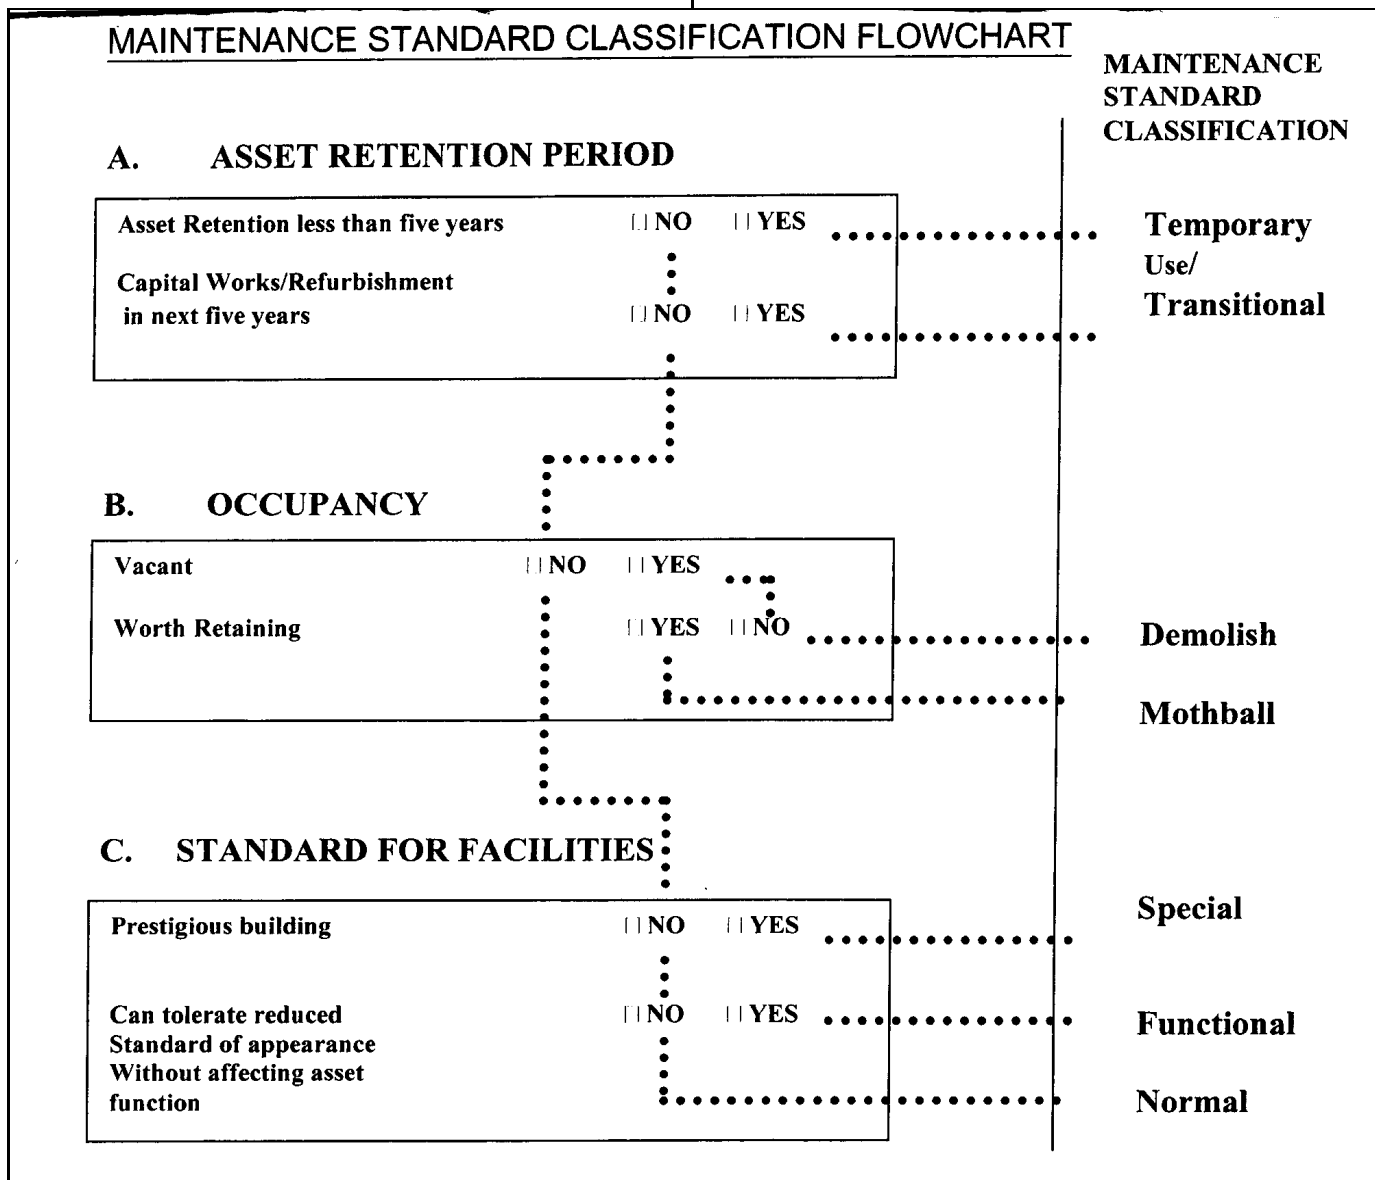 MAINTENANCE STANDARD CLASSIFICATION FLOWCHART
MAINTENANCE
STANDARD
CLASSIFICATION
A. ASSET RETENTION PERIOD
Asset Retention less than five years NO YES
Temporary
Use/
Transitional
Capital Works/Refurbishment
in next five years NO YES
B. OCCUPANCY
Vacant NO YES
Worth Retaining YES NO
Demolish
Mothball
C. STANDARD FOR FACILITIES
Prestigious building NO YES
Special
Can tolerate reduced NO YES
Standard of appearance
Without affecting asset
function
Functional
Normal